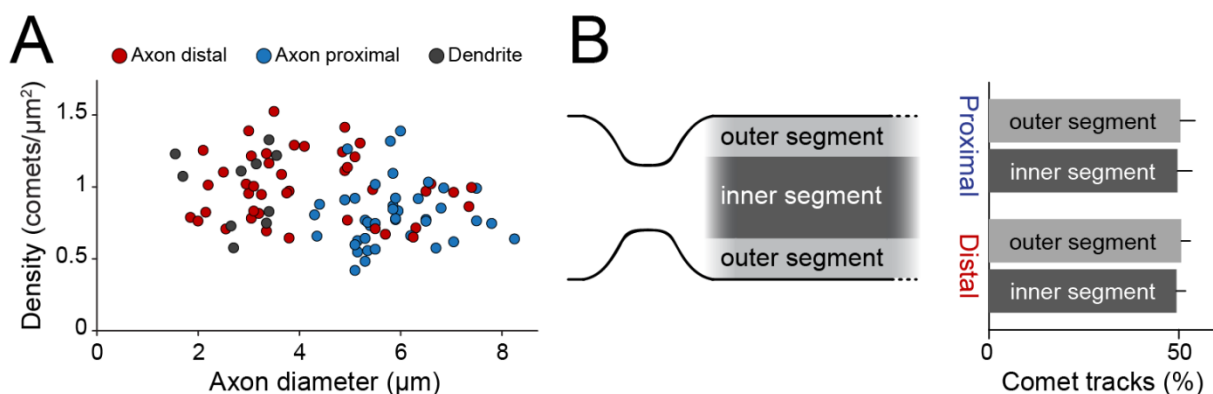 A
Axon distal Axon proximal Dendrite
Density (comets/μm²)
1.5
1
0.5
0
0 2 4 6 8
Axon diameter (μm)
B
outer segment
inner segment
outer segment
Proximal
outer segment
inner segment
Distal
outer segment
inner segment
0 50
Comet tracks (%)